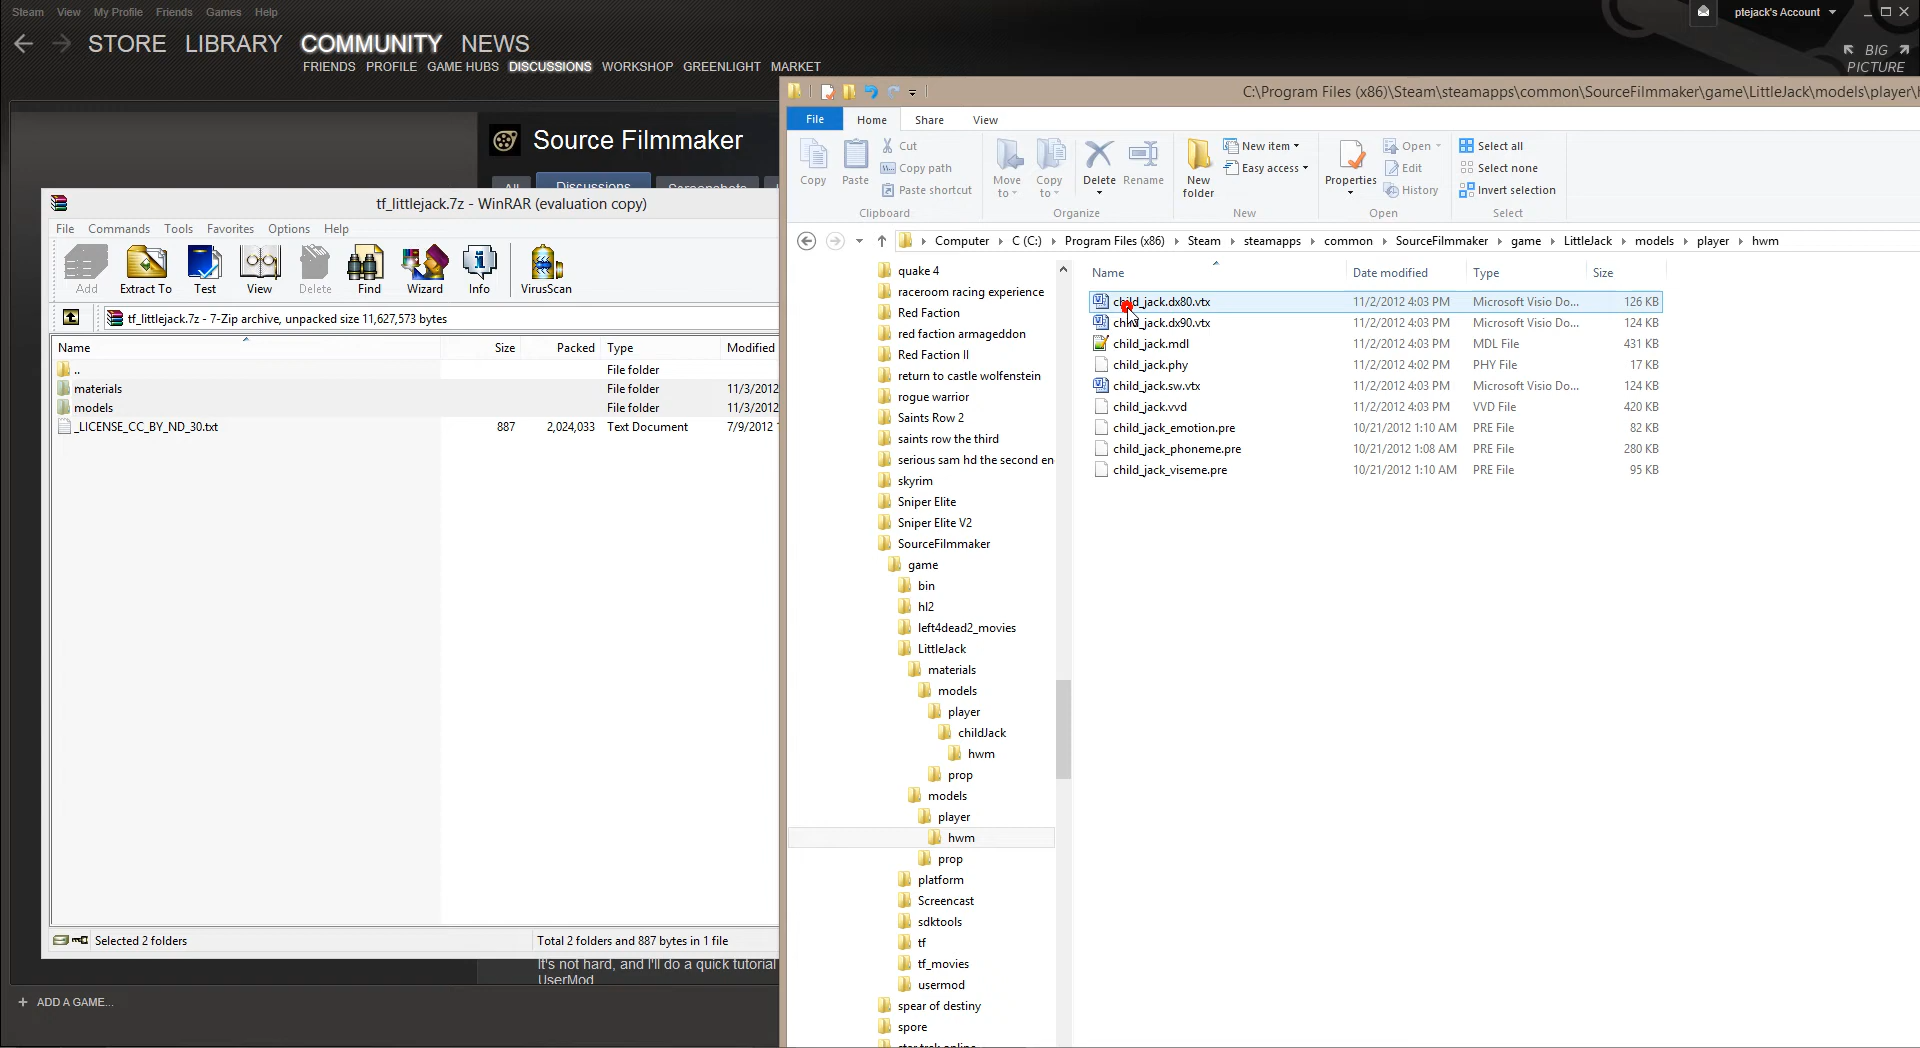 Steam View My Profile Friends Games Help
ptejack's Account
STORE LIBRARY COMMUNITY NEWS
BIG PICTURE
FRIENDS PROFILE GAME HUBS DISCUSSIONS WORKSHOP GREENLIGHT MARKET
Source Filmmaker
All Discussions Screenshots
tf_littlejack.7z - WinRAR (evaluation copy)
File Commands Tools Favorites Options Help
Add Extract To Test View Delete Find Wizard Info VirusScan
tf_littlejack.7z - 7-Zip archive, unpacked size 11,627,573 bytes
Name Size Packed Type Modified
.. File folder
materials File folder 11/3/2012
models File folder 11/3/2012
_LICENSE_CC_BY_ND_30.txt 887 2,024,033 Text Document 7/9/2012 1
Selected 2 folders
Total 2 folders and 887 bytes in 1 file
It's not hard, and I'll do a quick tutorial
UserMod
+ ADD A GAME...
C:\Program Files (x86)\Steam\steamapps\common\SourceFilmmaker\game\LittleJack\models\player\h
File Home Share View
Copy Paste Cut
Copy path
Paste shortcut
Clipboard
Move to Copy to Delete Rename
Organize
New folder New item
Easy access
New
Properties Open
Edit
History
Open
Select all
Select none
Invert selection
Select
Computer C (C:) Program Files (x86) Steam steamapps common SourceFilmmaker game LittleJack models player hwm
quake 4
raceroom racing experience
Red Faction
red faction armageddon
Red Faction II
return to castle wolfenstein
rogue warrior
Saints Row 2
saints row the third
serious sam hd the second en
skyrim
Sniper Elite
Sniper Elite V2
SourceFilmmaker
game
bin
hl2
left4dead2_movies
LittleJack
materials
models
player
childJack
hwm
prop
models
player
hwm
prop
platform
Screencast
sdktools
tf
tf_movies
usermod
spear of destiny
spore
star trek online
Name Date modified Type Size
child_jack.dx80.vtx 11/2/2012 4:03 PM Microsoft Visio Do... 126 KB
child_jack.dx90.vtx 11/2/2012 4:03 PM Microsoft Visio Do... 124 KB
child_jack.mdl 11/2/2012 4:03 PM MDL File 431 KB
child_jack.phy 11/2/2012 4:02 PM PHY File 17 KB
child_jack.sw.vtx 11/2/2012 4:03 PM Microsoft Visio Do... 124 KB
child_jack.vvd 11/2/2012 4:03 PM VVD File 420 KB
child_jack_emotion.pre 10/21/2012 1:10 AM PRE File 82 KB
child_jack_phoneme.pre 10/21/2012 1:08 AM PRE File 280 KB
child_jack_viseme.pre 10/21/2012 1:10 AM PRE File 95 KB